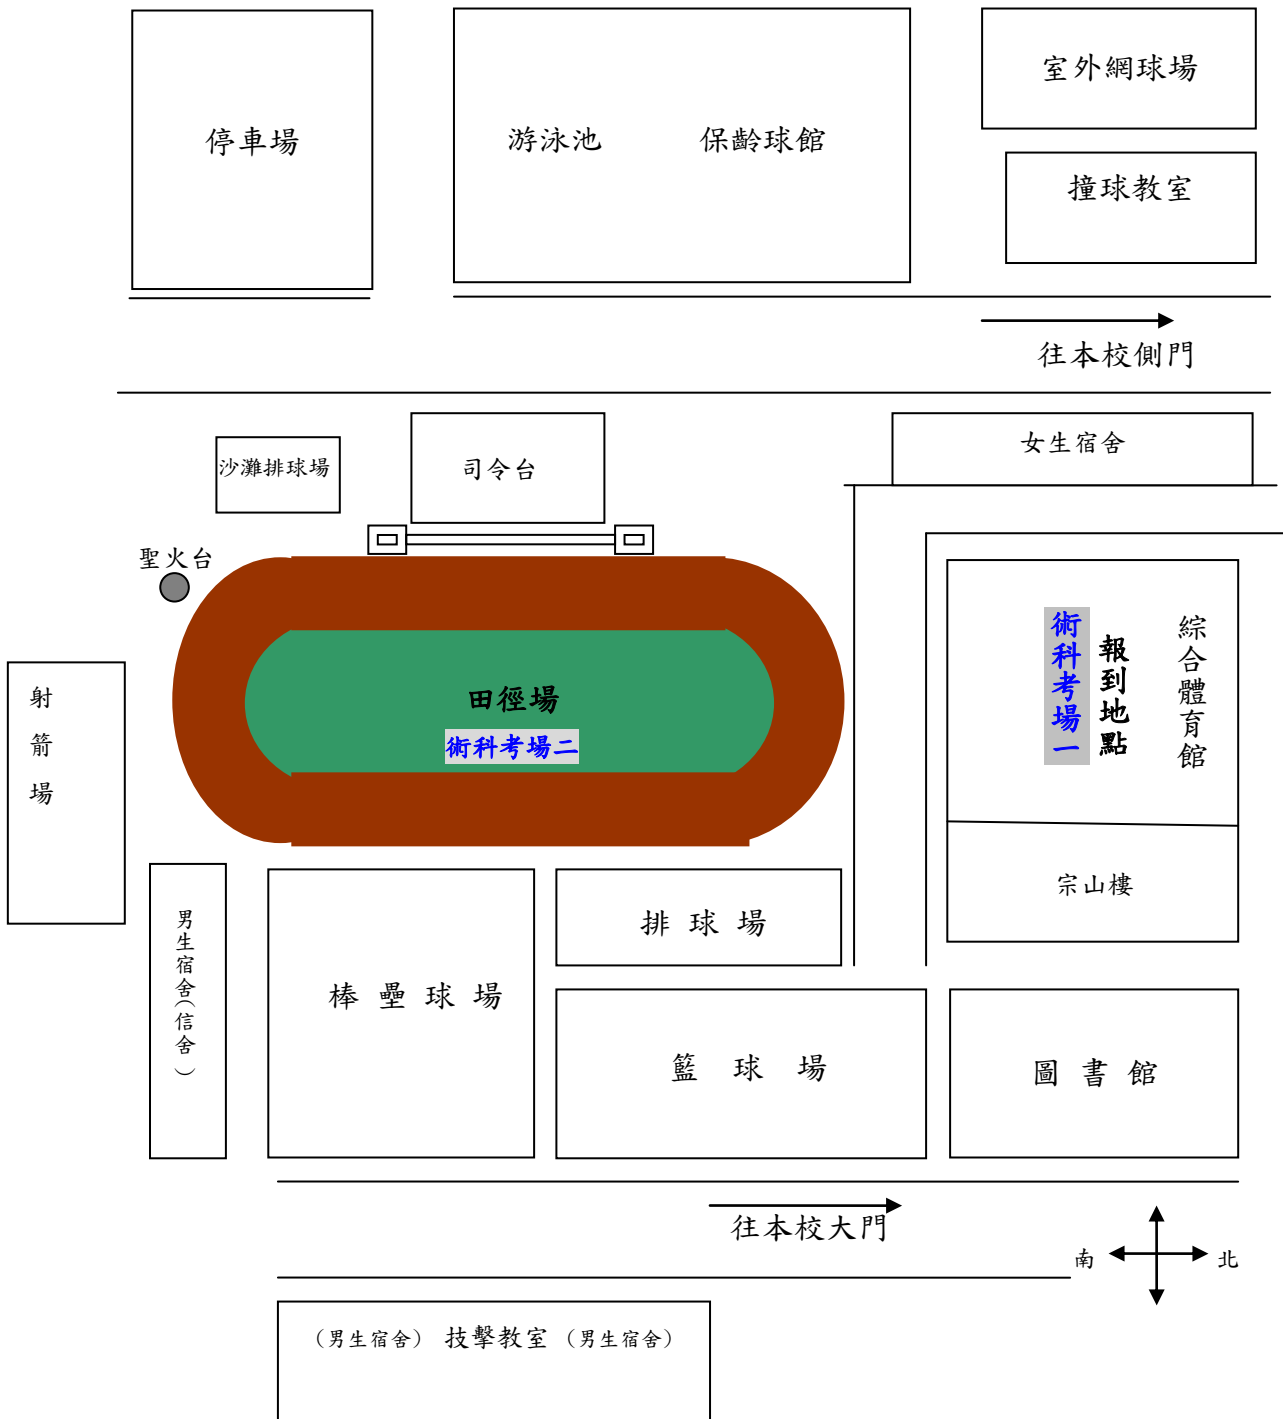 停車場
游泳池
保齡球館
室外網球場
撞球教室
往本校側門
沙灘排球場
司令台
女生宿舍
聖火台
射箭場
田徑場
術科考場二
綜合體育館
報到地點
術科考場一
宗山樓
男生宿舍(信舍)
棒壘球場
排球場
籃球場
圖書館
往本校大門
南
北
(男生宿舍) 技擊教室 (男生宿舍)